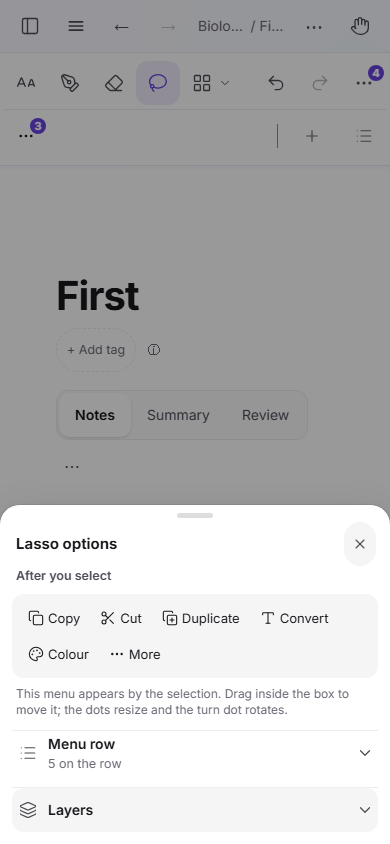 Biolo... / Fi...
AA
4
3
First
+ Add tag
Notes Summary Review
Lasso options
After you select
Copy Cut Duplicate Convert
Colour More
This menu appears by the selection. Drag inside the box to
move it; the dots resize and the turn dot rotates.
Menu row
5 on the row
Layers